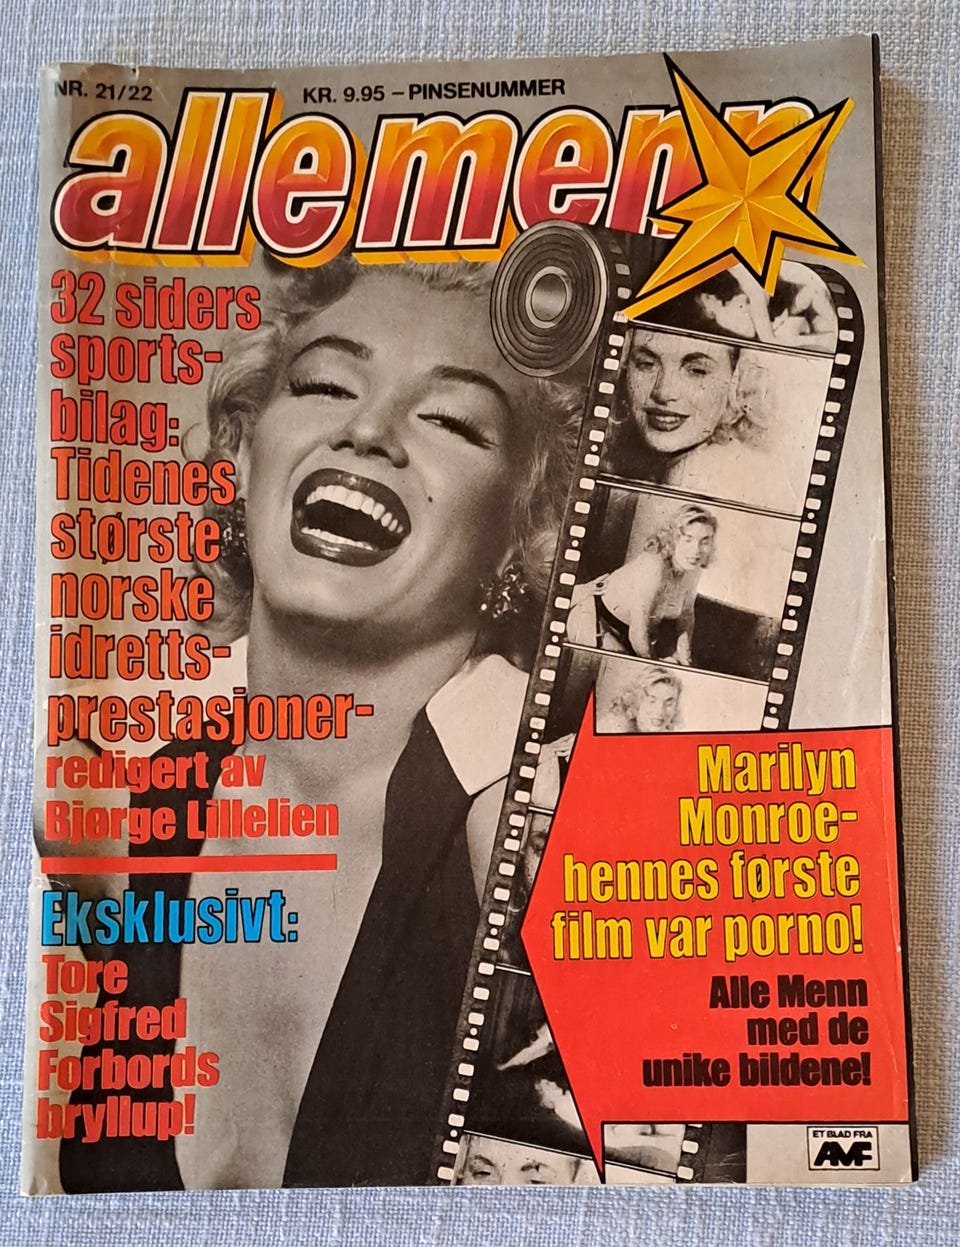 NR. 21/22
KR. 9.95 – PINSENUMMER
alle menn
32 siders
sports-
bilag:
Tidenes
største
norske
idretts-
prestasjoner-
redigert av
Bjørge Lillelien
Eksklusivt:
Tore
Sigfred
Forbords
bryllup!
Marilyn
Monroe-
hennes første
film var porno!
Alle Menn
med de
unike bildene!
ET BLAD FRA
AMF